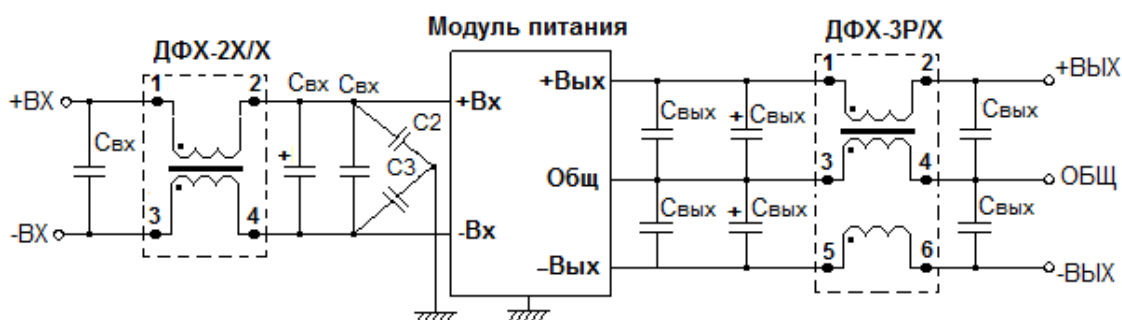 Модуль питания
ДФХ-2Х/Х
ДФХ-3Р/Х
1 2
Свх Свх
+ВХ
Свх
+
С2
С3
3 4
-ВХ
+Вх
-Вх
+Вых
Общ
–Вых
1 2
+ВЫХ
Свых
+
Свых
Свых
3 4
ОБЩ
Свых
+
Свых
Свых
5 6
-ВЫХ